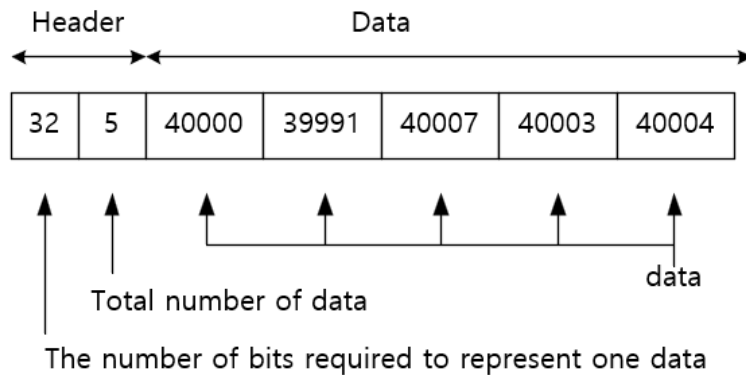 Header Data
32 5 40000 39991 40007 40003 40004
data
Total number of data
The number of bits required to represent one data